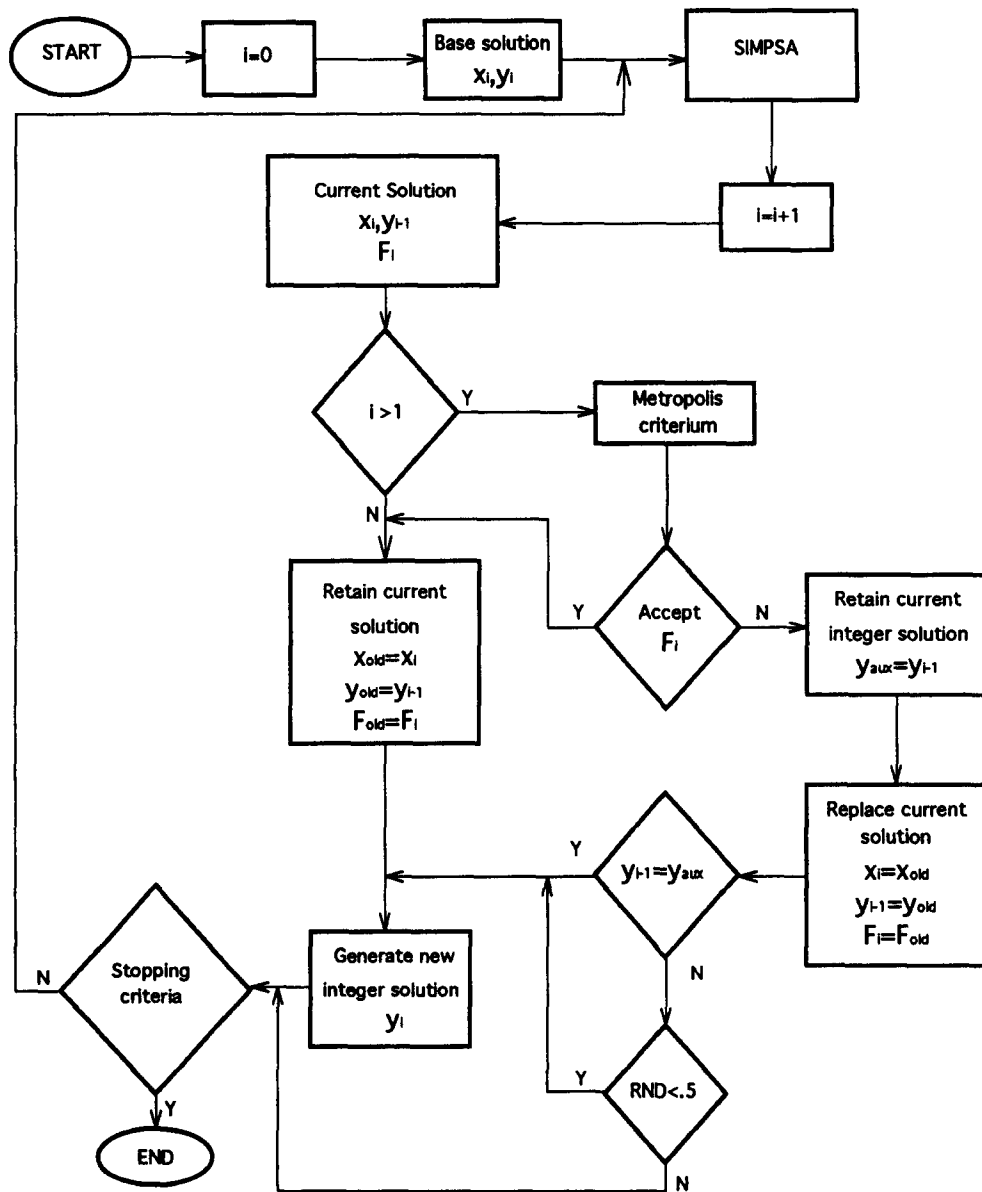 START
i=0
Base solution
xi,yi
SIMPSA
i=i+1
Current Solution
xi,yi-1
Fi
i >1
Y
N
Metropolis
criterium
Accept
Fi
Y
N
Retain current
integer solution
yaux=yi-1
Retain current
solution
xold=xi
yold=yi-1
Fold=Fi
Replace current
solution
xi=xold
yi-1=yold
Fi=Fold
yi-1=yaux
Y
N
Generate new
integer solution
yi
Stopping
criteria
N
Y
RND<.5
Y
N
END